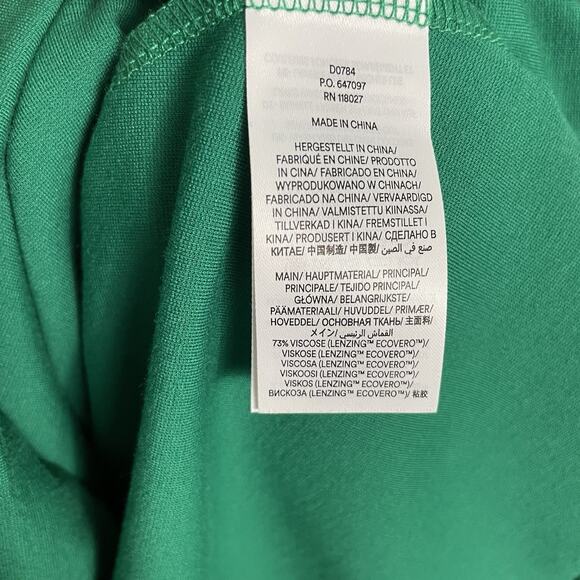 D0784
P.O. 647097
RN 118027
MADE IN CHINA
HERGESTELLT IN CHINA/
FABRIQUÉ EN CHINE/ PRODOTTO
IN CINA/ FABRICADO EN CHINA/
WYPRODUKOWANO W CHINACH/
FABRICADO NA CHINA/ VERVAARDIGD
IN CHINA/ VALMISTETTU KIINASSA/
TILLVERKAD I KINA/ FREMSTILLET I
KINA/ PRODUSERT I KINA/ СДЕЛАНО В
КИТАЕ/ 中国制造/ 中国製/ صنع في الصين
MAIN/ HAUPTMATERIAL/ PRINCIPAL/
PRINCIPALE/ TEJIDO PRINCIPAL/
GŁÓWNA/ BELANGRIJKSTE/
PÄÄMATERIAALI/ HUVUDDEL/ PRIMÆR/
HOVEDDEL/ ОСНОВНАЯ ТКАНЬ/ 主面料/
メイン/ القماش الرئيسي
73% VISCOSE (LENZING™ ECOVERO™)/
VISKOSE (LENZING™ ECOVERO™)/
VISCOSA (LENZING™ ECOVERO™)/
VISKOOSI (LENZING™ ECOVERO™)/
VISKOS (LENZING™ ECOVERO™)/
ВИСКОЗА (LENZING™ ECOVERO™)/ 粘胶